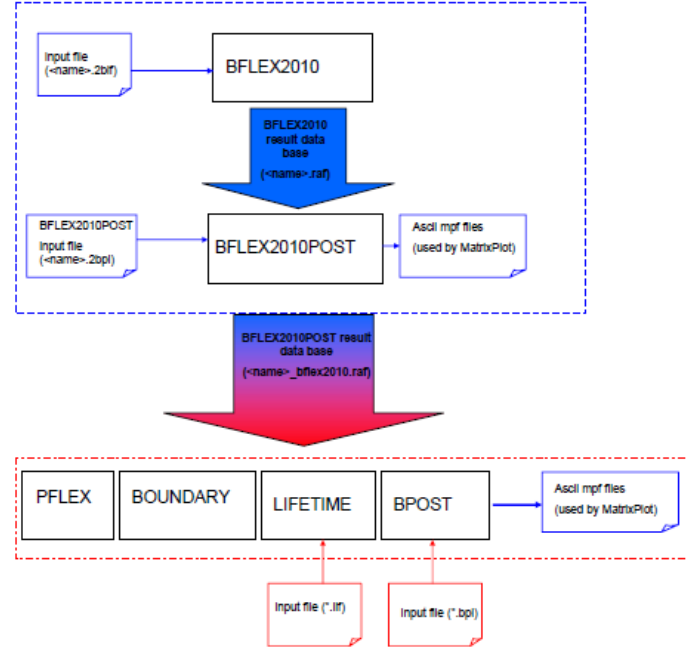 Input file
(<name>.2bif)
BFLEX2010
BFLEX2010
result data
base
(<name>.raf)
BFLEX2010POST
Input file
(<name>.2bpl)
BFLEX2010POST
Ascii mpf files
(used by MatrixPlot)
BFLEX2010POST result
data base
(<name>_bflex2010.raf)
PFLEX
BOUNDARY
LIFETIME
BPOST
Ascii mpf files
(used by MatrixPlot)
Input file (*.lif)
Input file (*.bpl)